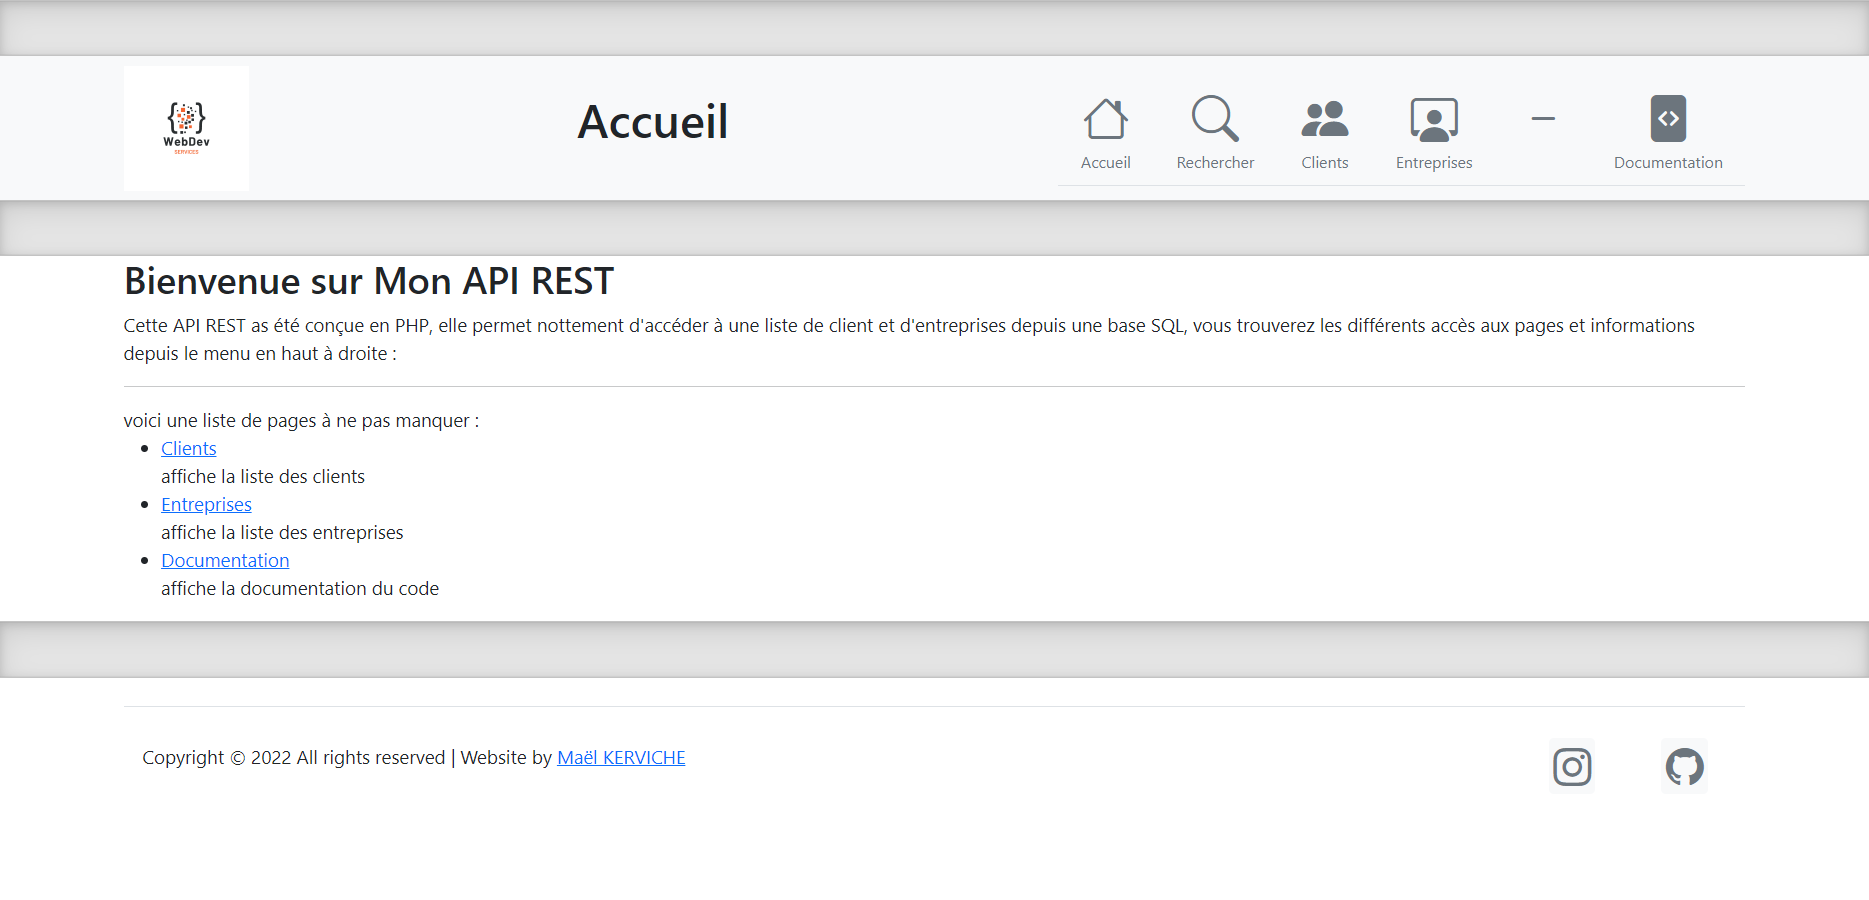 WebDev
SERVICES
Accueil
Accueil
Rechercher
Clients
Entreprises
Documentation
Bienvenue sur Mon API REST
Cette API REST as été conçue en PHP, elle permet nottement d'accéder à une liste de client et d'entreprises depuis une base SQL, vous trouverez les différents accès aux pages et informations
depuis le menu en haut à droite :
voici une liste de pages à ne pas manquer :
Clients
affiche la liste des clients
Entreprises
affiche la liste des entreprises
Documentation
affiche la documentation du code
Copyright © 2022 All rights reserved | Website by Maël KERVICHE